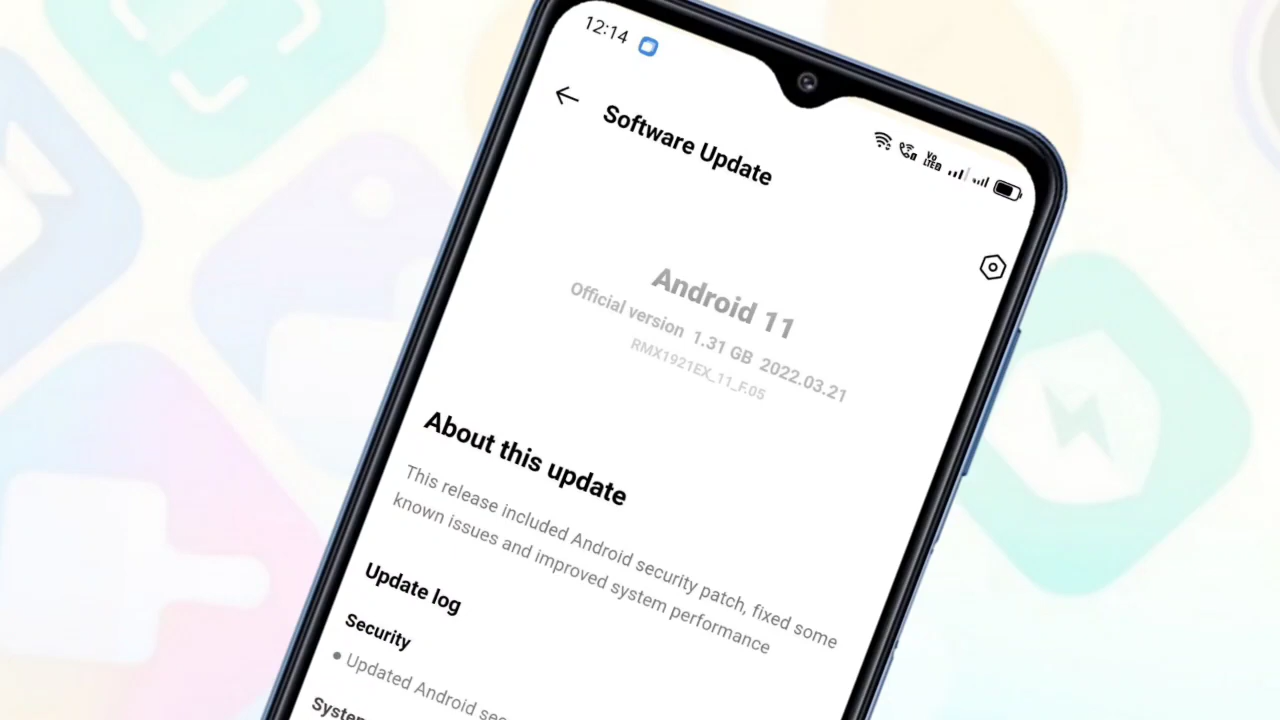 12:14
Vo
LTE
Software Update
Android 11
Official version 1.31 GB 2022.03.21
RMX1921EX_11_F.05
About this update
This release included Android security patch, fixed some
known issues and improved system performance
Update log
Security
• Updated Android